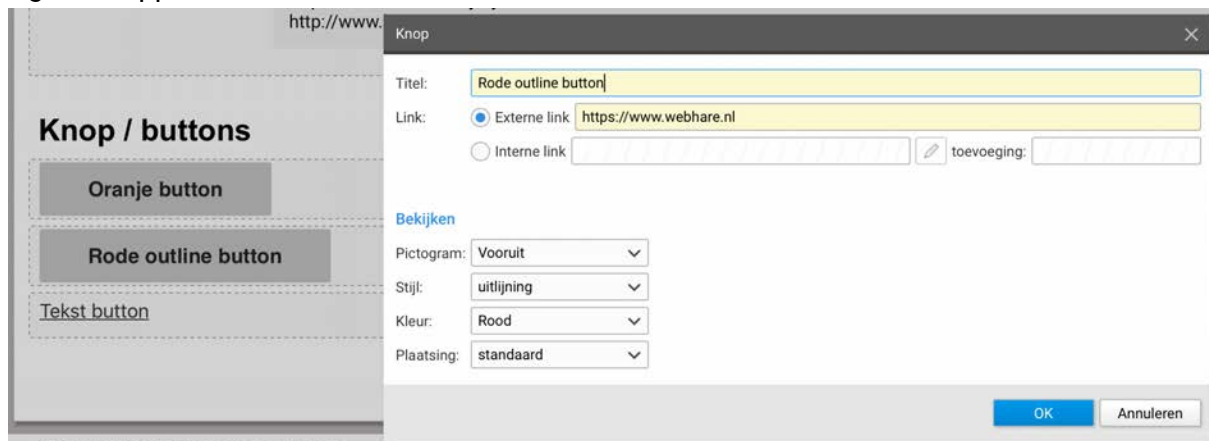 http://www.
Knop / buttons
Oranje button
Rode outline button
Tekst button
Knop
Titel: Rode outline button
Link: Externe link https://www.webhare.nl
Interne link toevoeging:
Bekijken
Pictogram: Vooruit
Stijl: uitlijning
Kleur: Rood
Plaatsing: standaard
OK Annuleren